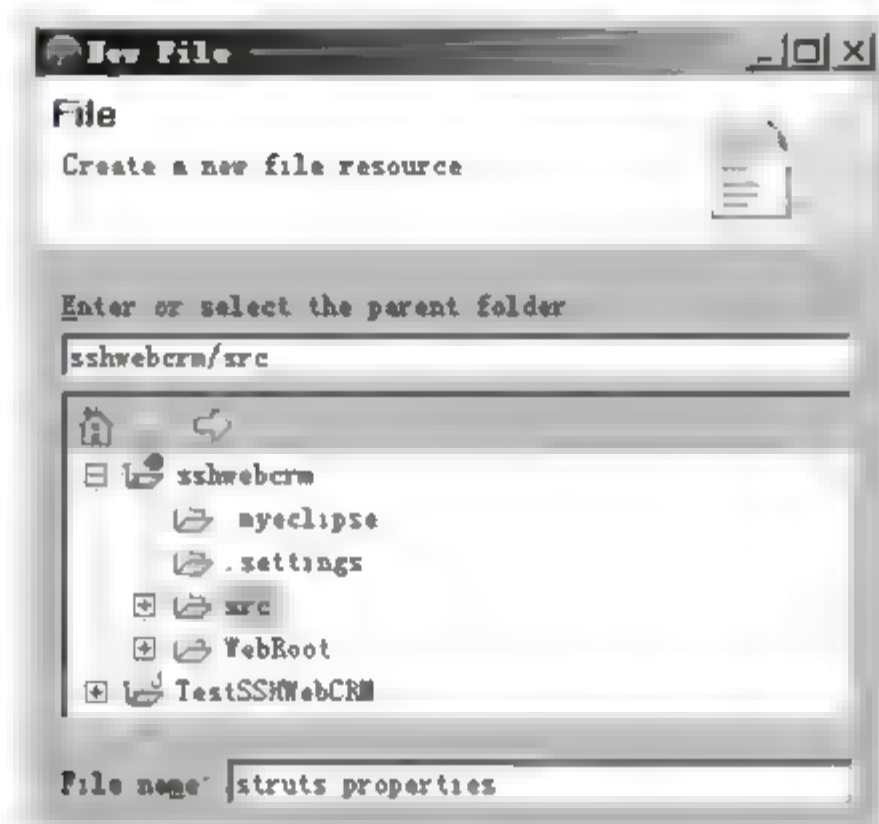 New File
File
Create a new file resource
Enter or select the parent folder
sshwebcrm/src
sshwebcrm
myeclipse
.settings
src
WebRoot
TestSSHWebCRM
File name: struts properties